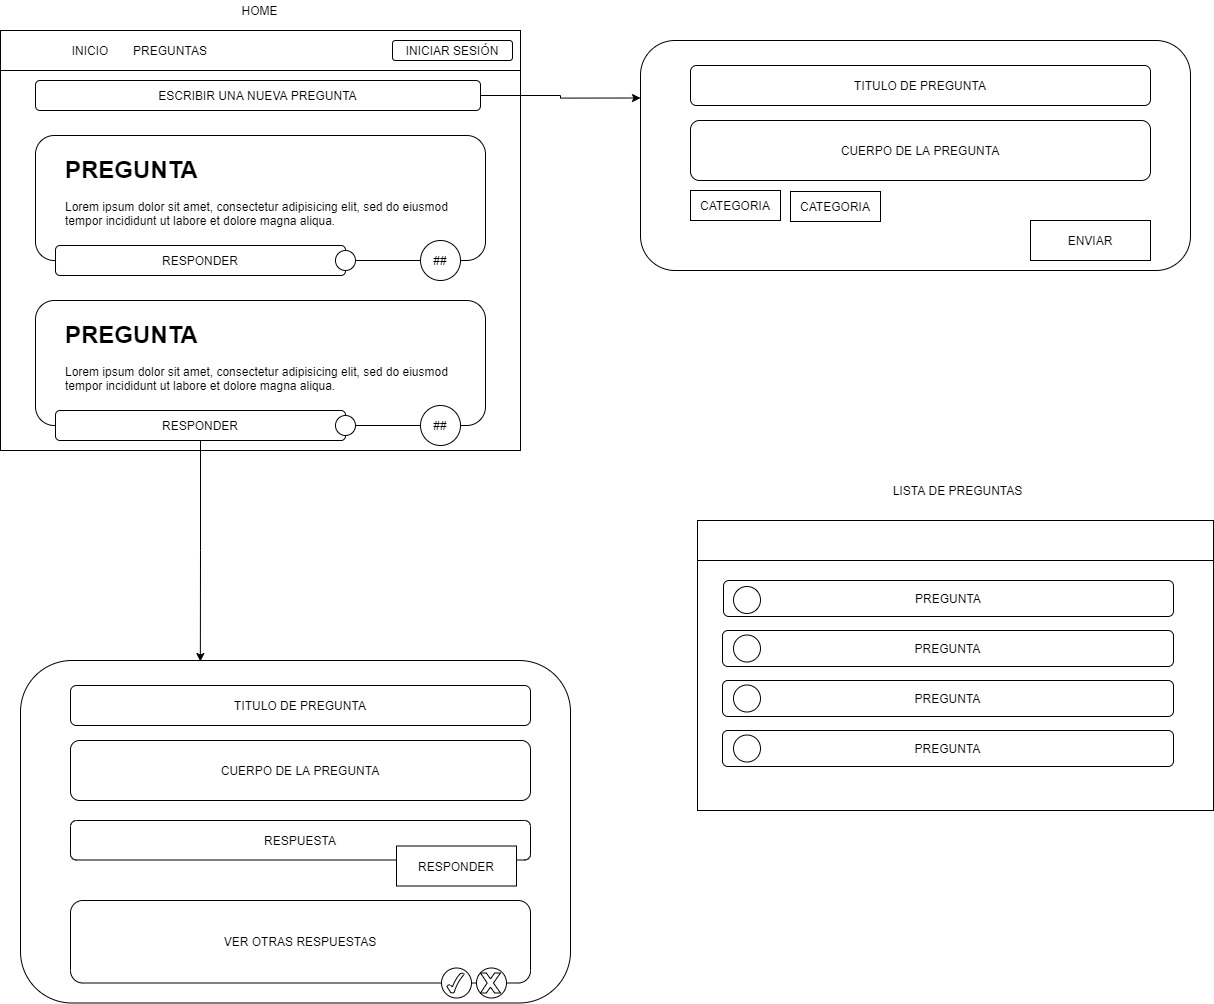 HOME
INICIO
PREGUNTAS
INICIAR SESIÓN
ESCRIBIR UNA NUEVA PREGUNTA
PREGUNTA
Lorem ipsum dolor sit amet, consectetur adipisicing elit, sed do eiusmod
tempor incididunt ut labore et dolore magna aliqua.
RESPONDER
##
PREGUNTA
Lorem ipsum dolor sit amet, consectetur adipisicing elit, sed do eiusmod
tempor incididunt ut labore et dolore magna aliqua.
RESPONDER
##
TITULO DE PREGUNTA
CUERPO DE LA PREGUNTA
CATEGORIA
CATEGORIA
ENVIAR
LISTA DE PREGUNTAS
PREGUNTA
PREGUNTA
PREGUNTA
PREGUNTA
TITULO DE PREGUNTA
CUERPO DE LA PREGUNTA
RESPUESTA
RESPONDER
VER OTRAS RESPUESTAS